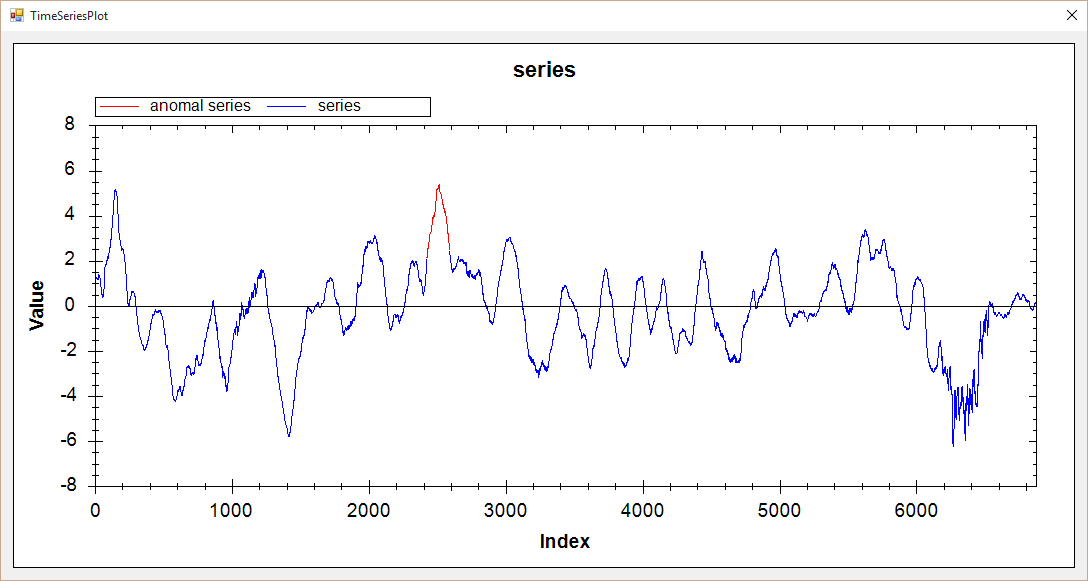 TimeSeriesPlot
series
anomal series series
8
6
4
2
0
-2
-4
-6
-8
Value
0 1000 2000 3000 4000 5000 6000
Index